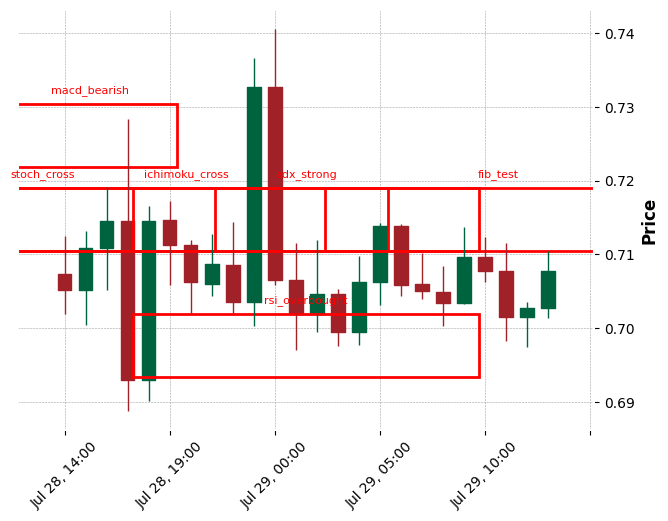 0.74
macd_bearish
0.73
stoch_cross
ichimoku_cross
adx_strong
fib_test
0.72
0.71
Price
rsi_overbought
0.70
0.69
Jul 28, 14:00
Jul 28, 19:00
Jul 29, 00:00
Jul 29, 05:00
Jul 29, 10:00